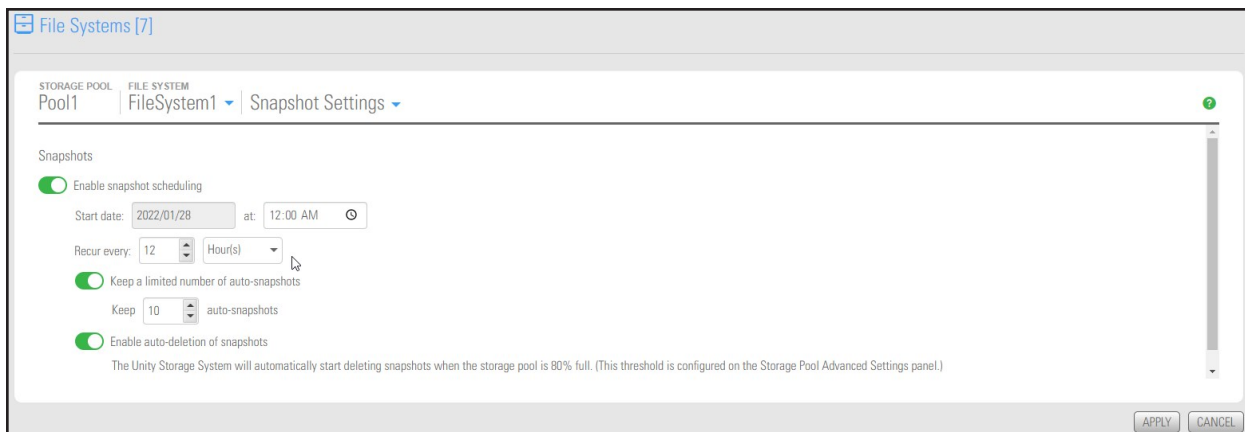 File Systems [7]
STORAGE POOL FILE SYSTEM
Pool1 FileSystem1 Snapshot Settings
Snapshots
Enable snapshot scheduling
Start date: 2022/01/28 at: 12:00 AM
Recur every: 12 Hour(s)
Keep a limited number of auto-snapshots
Keep 10 auto-snapshots
Enable auto-deletion of snapshots
The Unity Storage System will automatically start deleting snapshots when the storage pool is 80% full. (This threshold is configured on the Storage Pool Advanced Settings panel.)
APPLY CANCEL